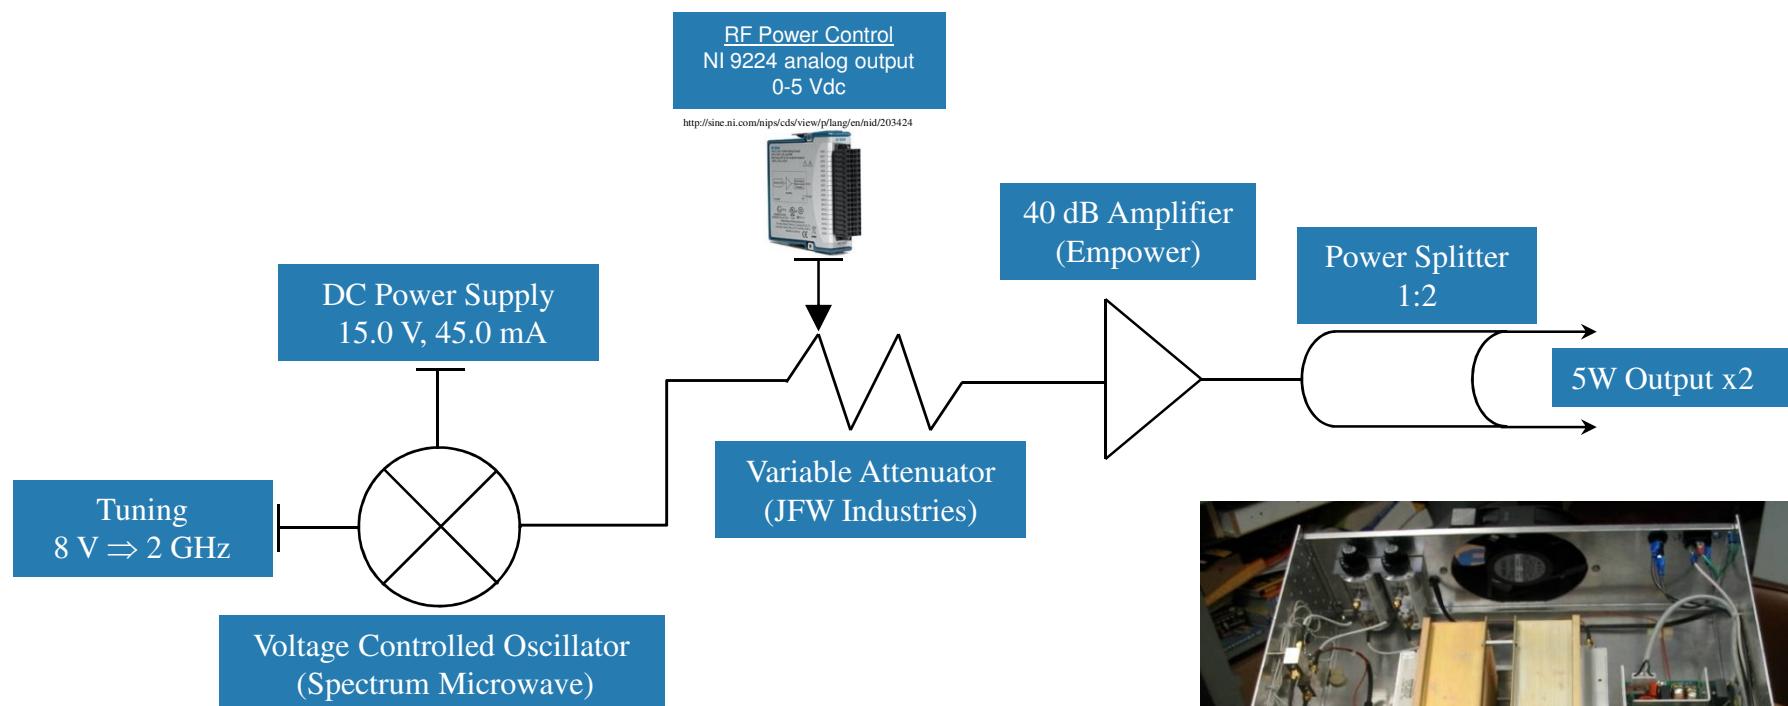 RF Power Control
NI 9224 analog output
0-5 Vdc
http://sine.ni.com/nips/cds/view/p/lang/en/nid/203424
40 dB Amplifier
(Empower)
Power Splitter
1:2
DC Power Supply
15.0 V, 45.0 mA
5W Output x2
Variable Attenuator
(JFW Industries)
Tuning
8 V ⇒ 2 GHz
Voltage Controlled Oscillator
(Spectrum Microwave)